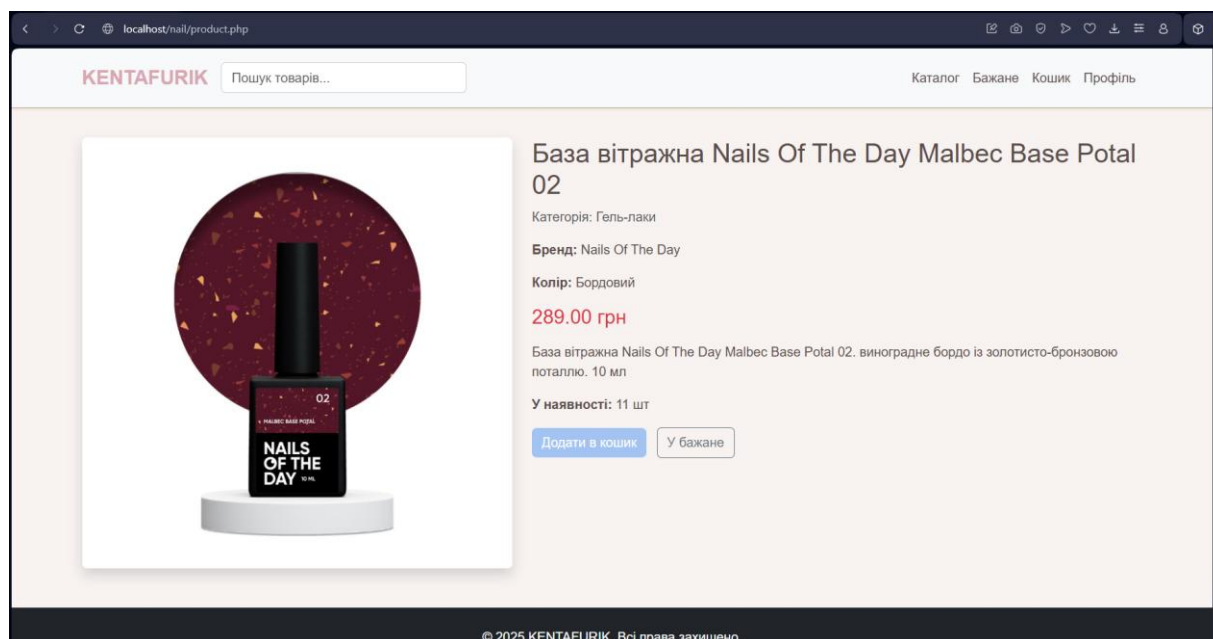 localhost/nail/product.php
KENTAFURIK
Пошук товарів...
Каталог Бажане Кошик Профіль
База вітражна Nails Of The Day Malbec Base Potal
02
Категорія: Гель-лаки
Бренд: Nails Of The Day
Колір: Бордовий
289.00 грн
База вітражна Nails Of The Day Malbec Base Potal 02. виноградне бордо із золотисто-бронзовою
поталлю. 10 мл
У наявності: 11 шт
Додати в кошик У бажане
02
MALBEC BASE POTAL
NAILS
OF THE
DAY 10 ML
© 2025 KENTAFURIK. Всі права захищено.